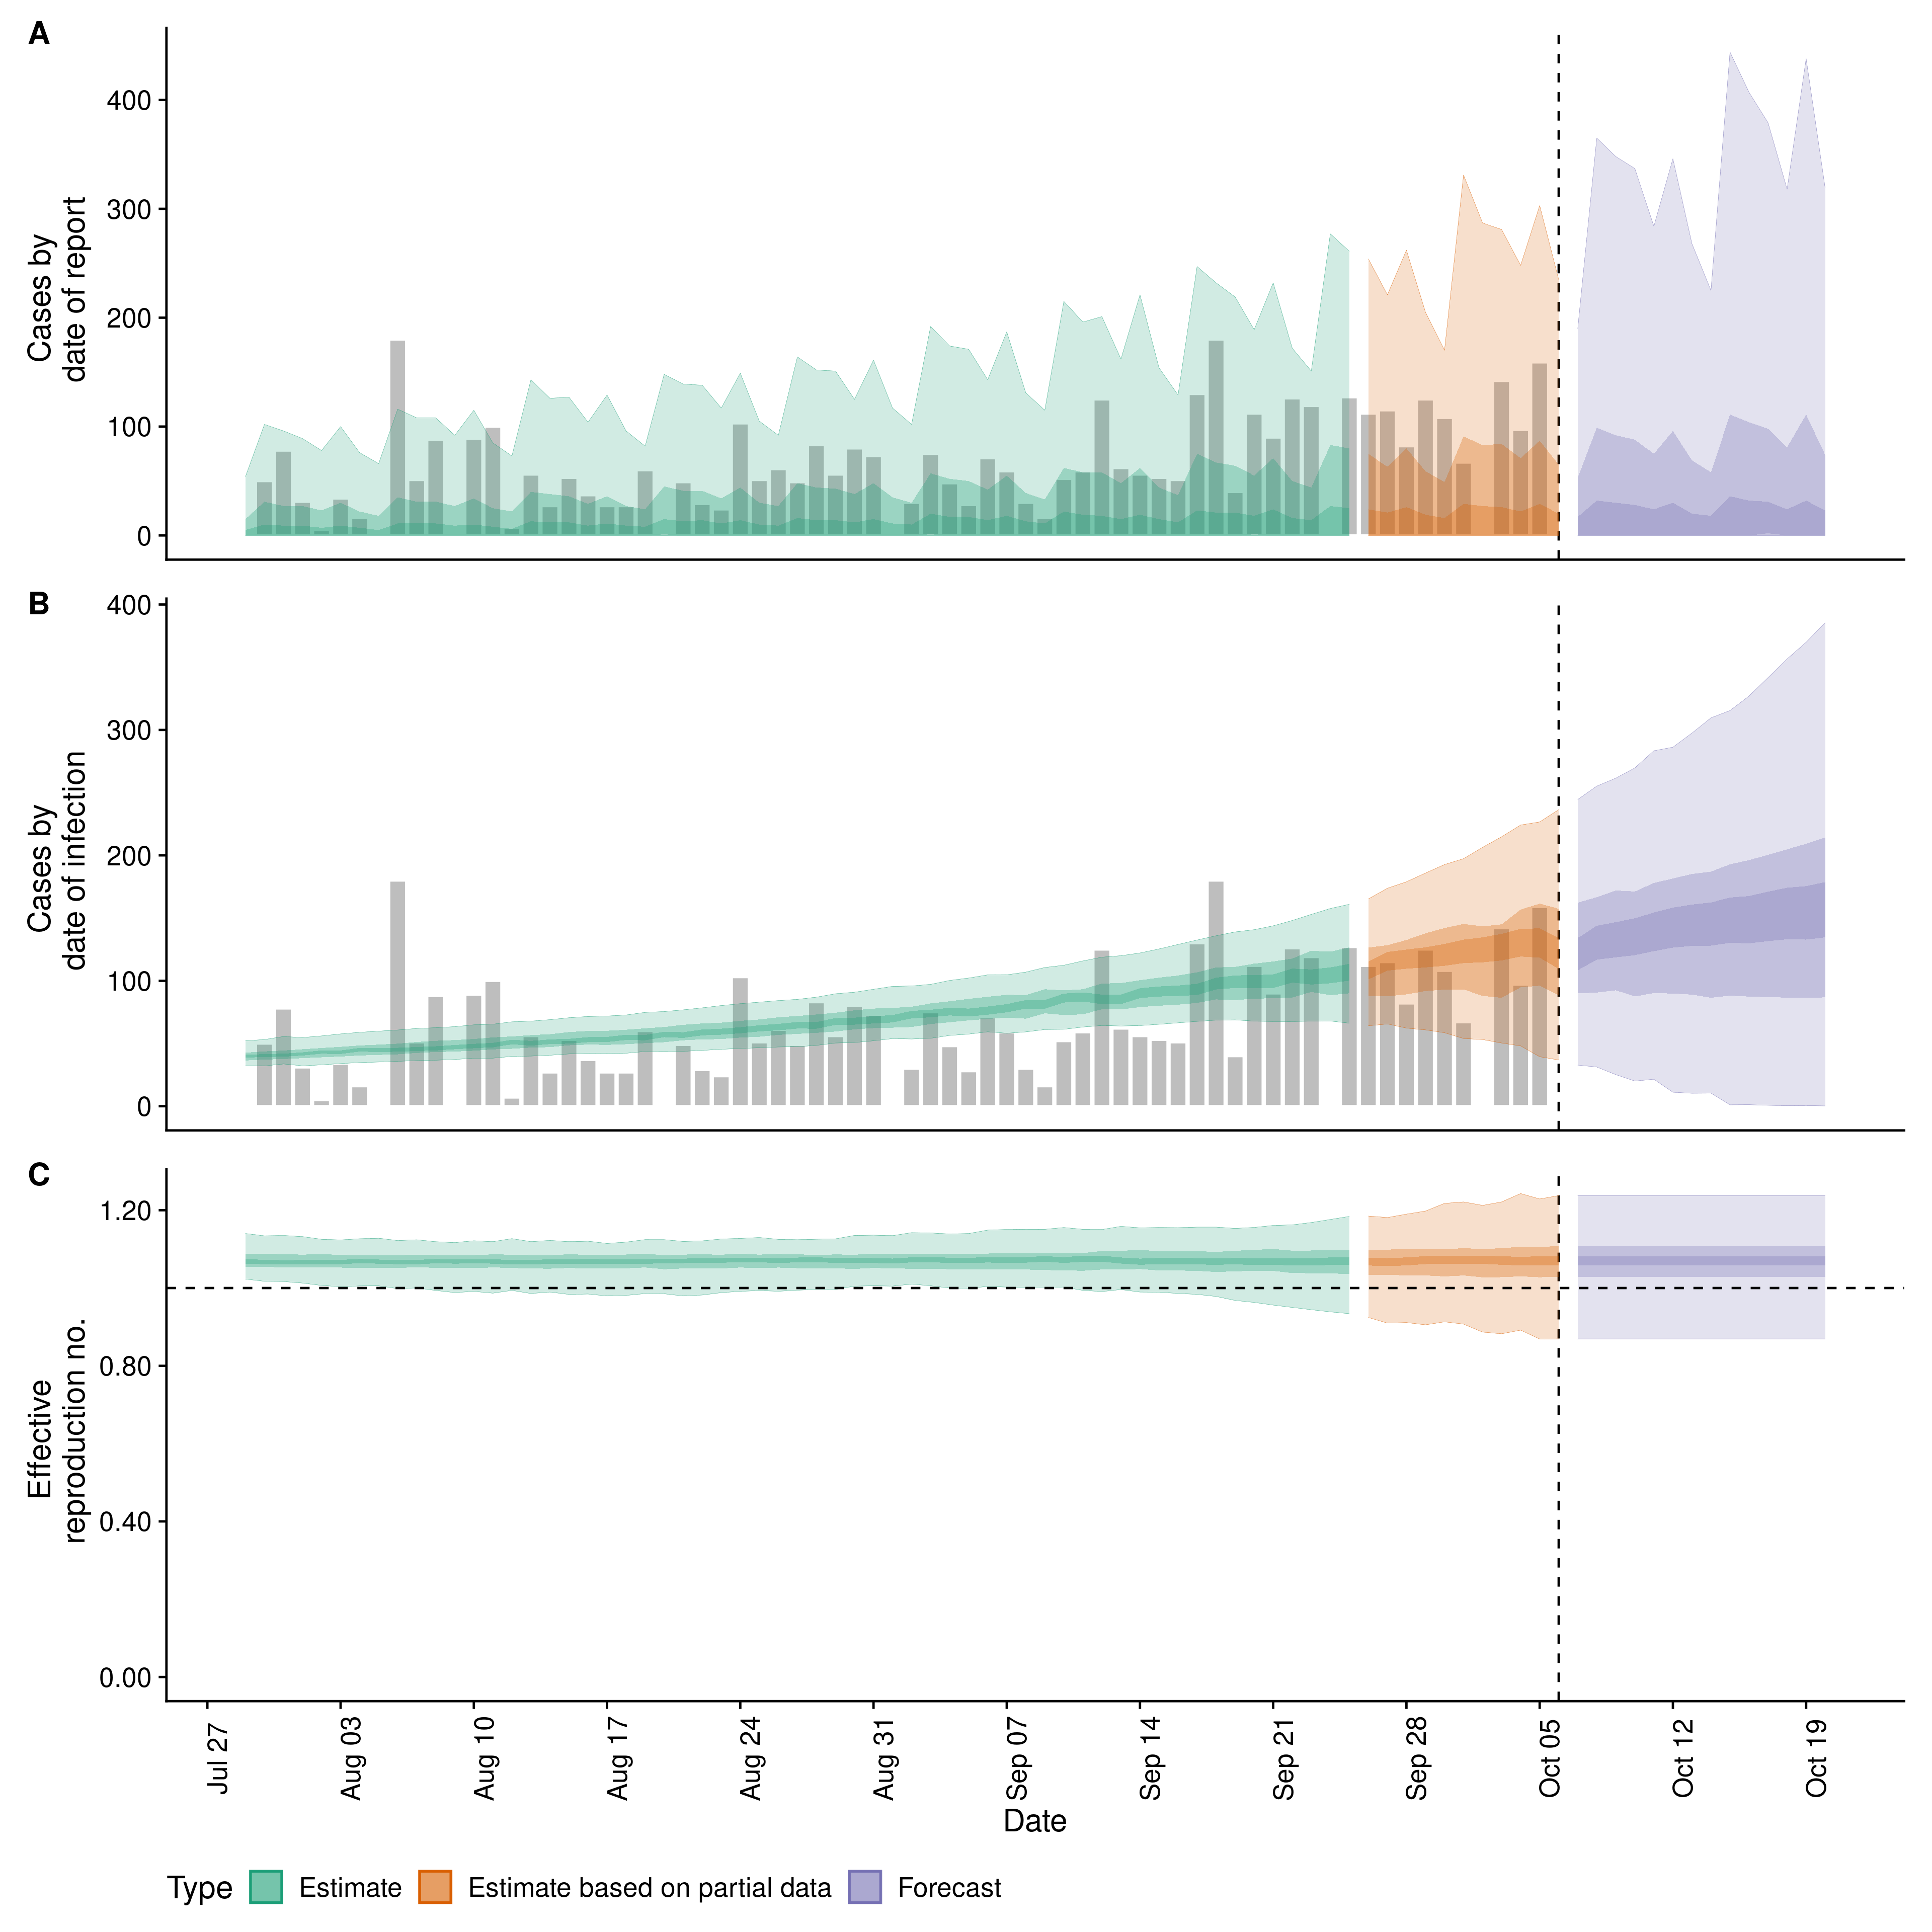 A
Cases by
date of report
400
300
200
100
0
B
Cases by
date of infection
400
300
200
100
0
C
Effective
reproduction no.
1.20
0.80
0.40
0.00
Jul 27
Aug 03
Aug 10
Aug 17
Aug 24
Aug 31
Sep 07
Sep 14
Sep 21
Sep 28
Oct 05
Oct 12
Oct 19
Date
Type Estimate Estimate based on partial data Forecast